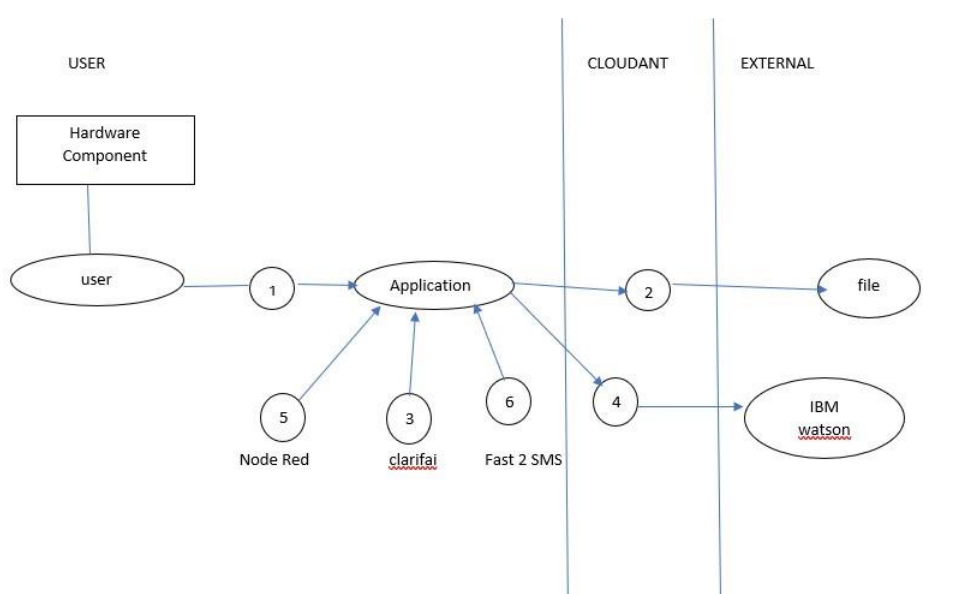 USER
CLOUDANT
EXTERNAL
Hardware
Component
user
1
Application
2
file
5
3
6
4
IBM
watson
Node Red
clarifai
Fast 2 SMS